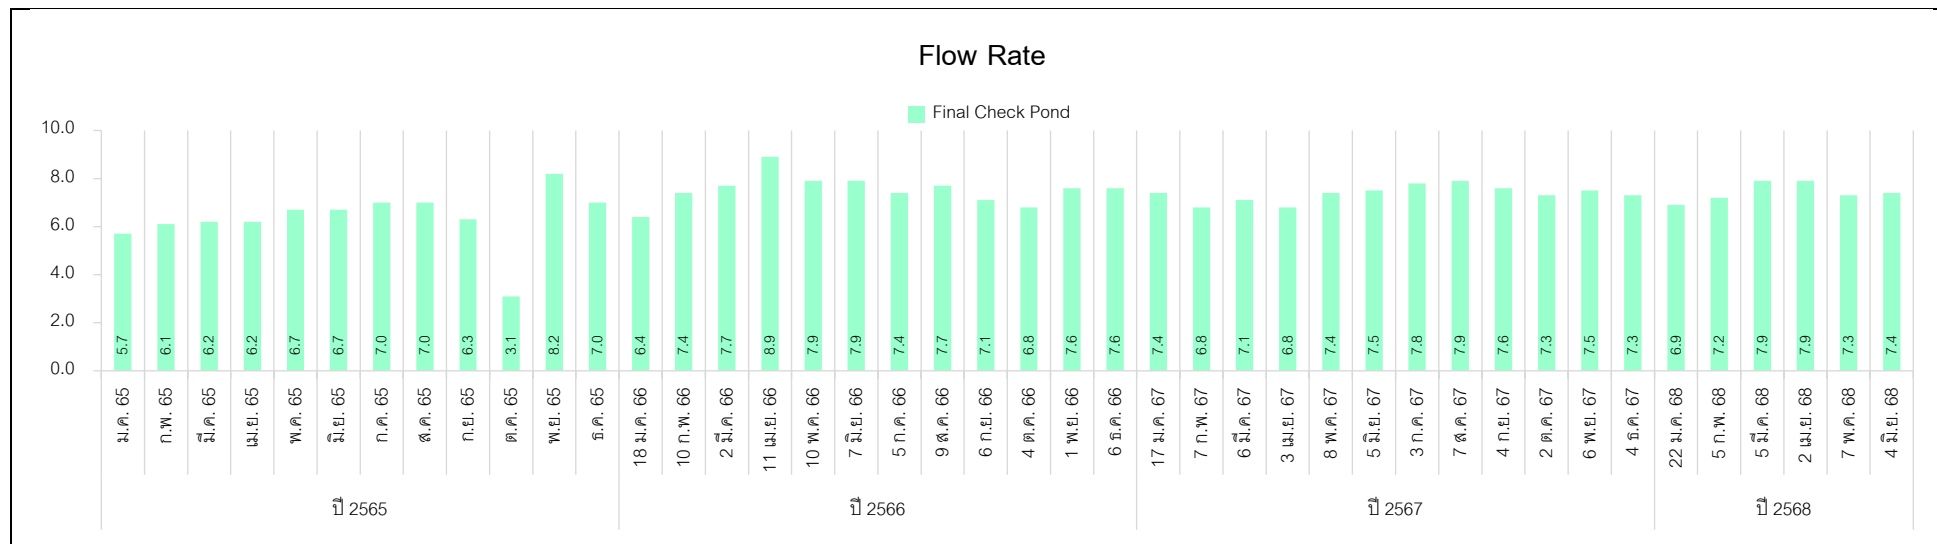 Flow Rate
Final Check Pond
10.0
8.0
6.0
4.0
2.0
0.0
5.7 6.1 6.2 6.2 6.7 6.7 7.0 7.0 6.3 3.1 8.2 7.0 6.4 7.4 7.7 8.9 7.9 7.9 7.4 7.7 7.1 6.8 7.6 7.6 7.4 6.8 7.1 6.8 7.4 7.5 7.8 7.9 7.6 7.3 7.5 7.3 6.9 7.2 7.9 7.9 7.3 7.4
ม.ค. 65
ก.พ. 65
มี.ค. 65
เม.ย. 65
พ.ค. 65
มิ.ย. 65
ก.ค. 65
ส.ค. 65
ก.ย. 65
ต.ค. 65
พ.ย. 65
ธ.ค. 65
18 ม.ค. 66
10 ก.พ. 66
2 มี.ค. 66
11 เม.ย. 66
10 พ.ค. 66
7 มิ.ย. 66
5 ก.ค. 66
9 ส.ค. 66
6 ก.ย. 66
4 ต.ค. 66
1 พ.ย. 66
6 ธ.ค. 66
17 ม.ค. 67
7 ก.พ. 67
6 มี.ค. 67
3 เม.ย. 67
8 พ.ค. 67
5 มิ.ย. 67
3 ก.ค. 67
7 ส.ค. 67
4 ก.ย. 67
2 ต.ค. 67
6 พ.ย. 67
4 ธ.ค. 67
22 ม.ค. 68
5 ก.พ. 68
5 มี.ค. 68
2 เม.ย. 68
7 พ.ค. 68
4 มิ.ย. 68
ปี 2565
ปี 2566
ปี 2567
ปี 2568